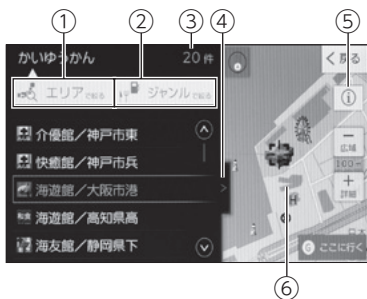 ① ② ③ ④ ⑤
かいゆうかん 20件
エリアで絞る ジャンルで絞る
介優館／神戸市東
快癒館／神戸市兵
海遊館／大阪市港
海遊館／高知県高
海友館／静岡県下
戻る
広域
100m
詳細
ここに行く
⑥